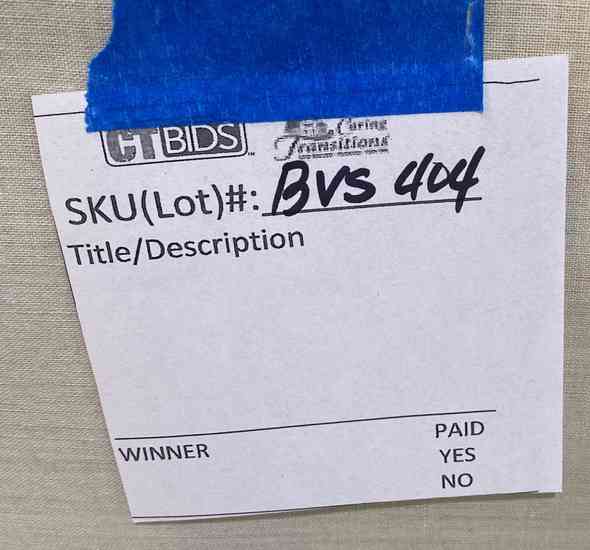 CTBIDS
Caring
Transitions
SKU(Lot)#: BVS 404
Title/Description
WINNER PAID
YES
NO